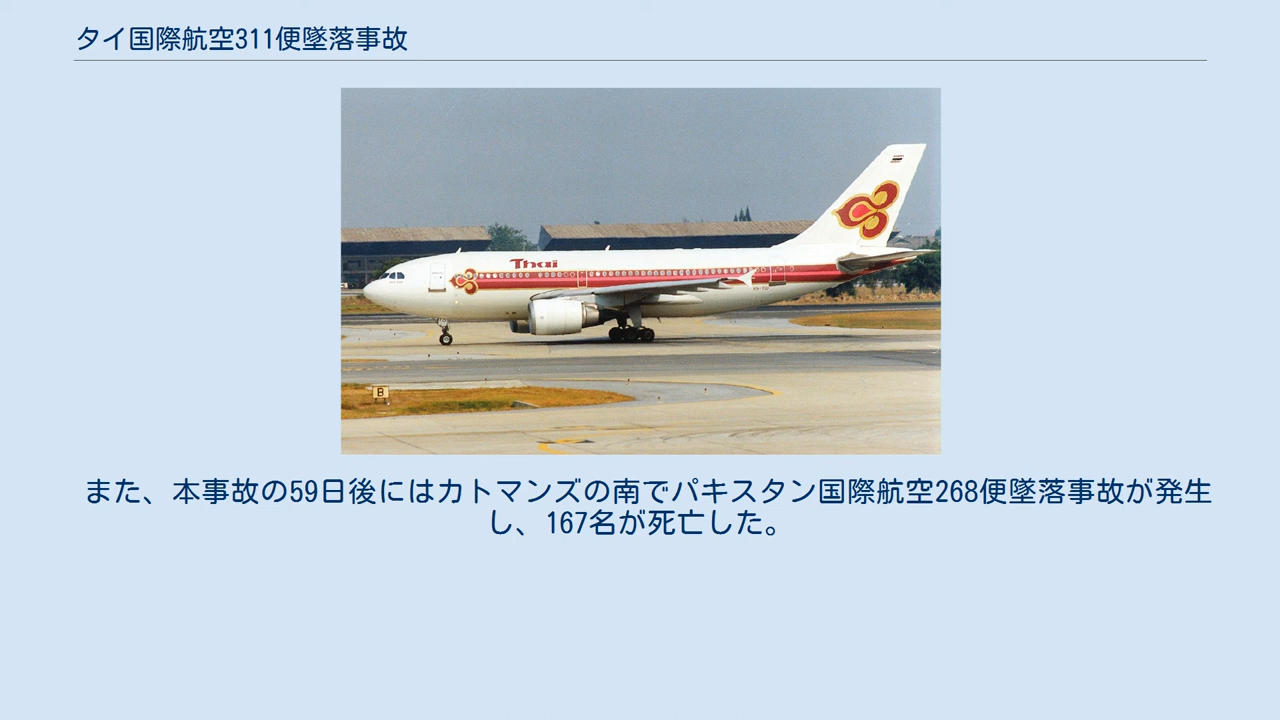 タイ国際航空311便墜落事故
Thai
B
また、本事故の59日後にはカトマンズの南でパキスタン国際航空268便墜落事故が発生
し、167名が死亡した。